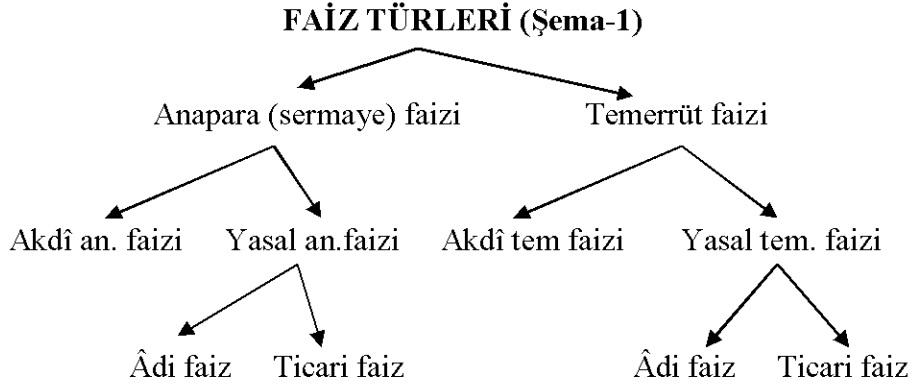 FAİZ TÜRLERİ (Şema-1)
Anapara (sermaye) faizi Temerrüt faizi
Akdî an. faizi Yasal an.faizi Akdî tem faizi Yasal tem. faizi
Âdi faiz Ticari faiz Âdi faiz Ticari faiz